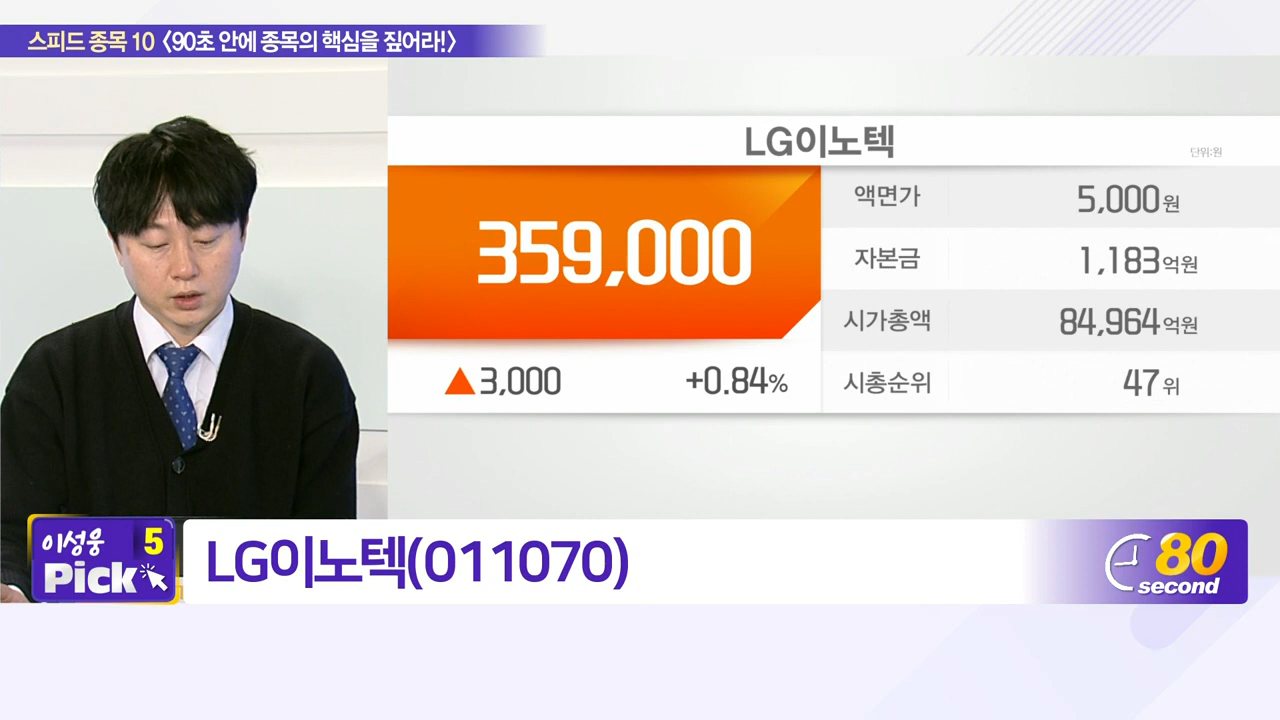 스피드 종목 10 〈90초 안에 종목의 핵심을 짚어라!〉
LG이노텍
단위:원
359,000
▲3,000 +0.84%
액면가 5,000원
자본금 1,183억원
시가총액 84,964억원
시총순위 47위
이성웅 5
Pick
LG이노텍(011070)
80
second